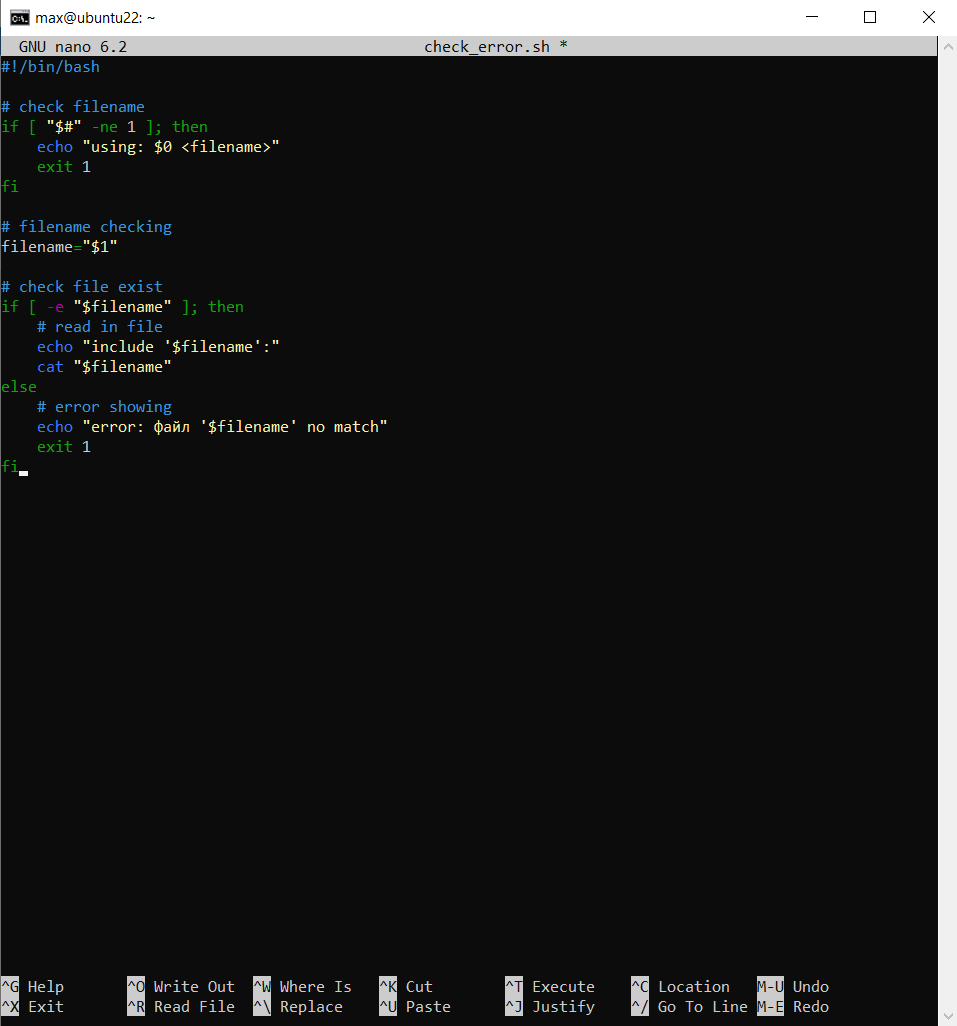 max@ubuntu22: ~
GNU nano 6.2 check_error.sh *
#!/bin/bash
# check filename
if [ "$#" -ne 1 ]; then
    echo "using: $0 <filename>"
    exit 1
fi
# filename checking
filename="$1"
# check file exist
if [ -e "$filename" ]; then
    # read in file
    echo "include '$filename':"
    cat "$filename"
else
    # error showing
    echo "error: файл '$filename' no match"
    exit 1
fi
^G Help ^O Write Out ^W Where Is ^K Cut ^T Execute ^C Location M-U Undo
^X Exit ^R Read File ^\ Replace ^U Paste ^J Justify ^/ Go To Line M-E Redo